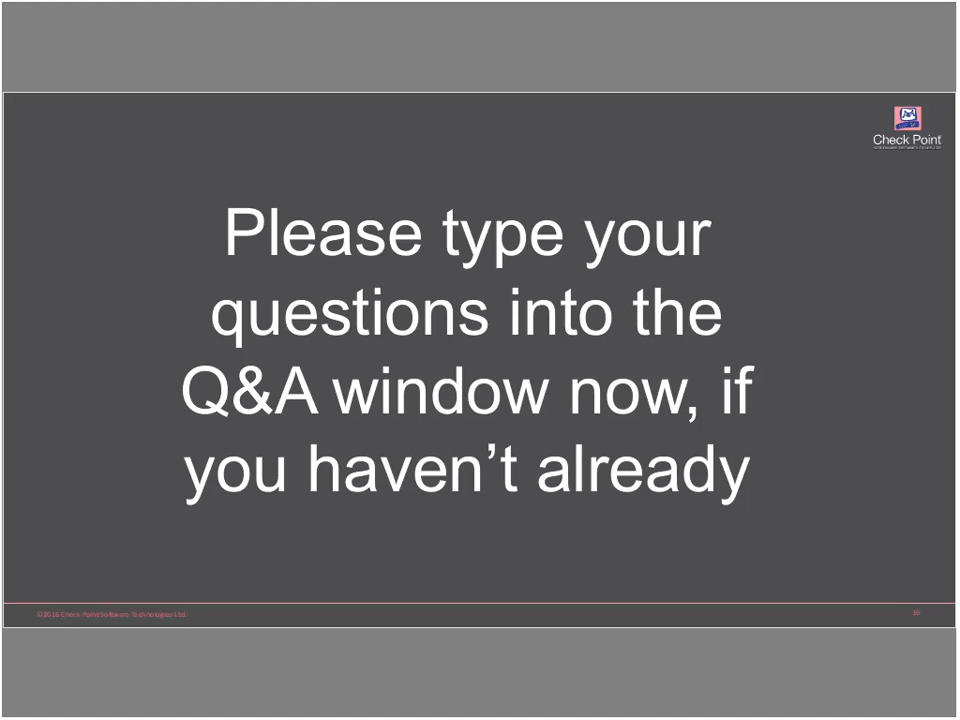 Check Point
Please type your
questions into the
Q&A window now, if
you haven’t already
©2016 Check Point Software Technologies Ltd.